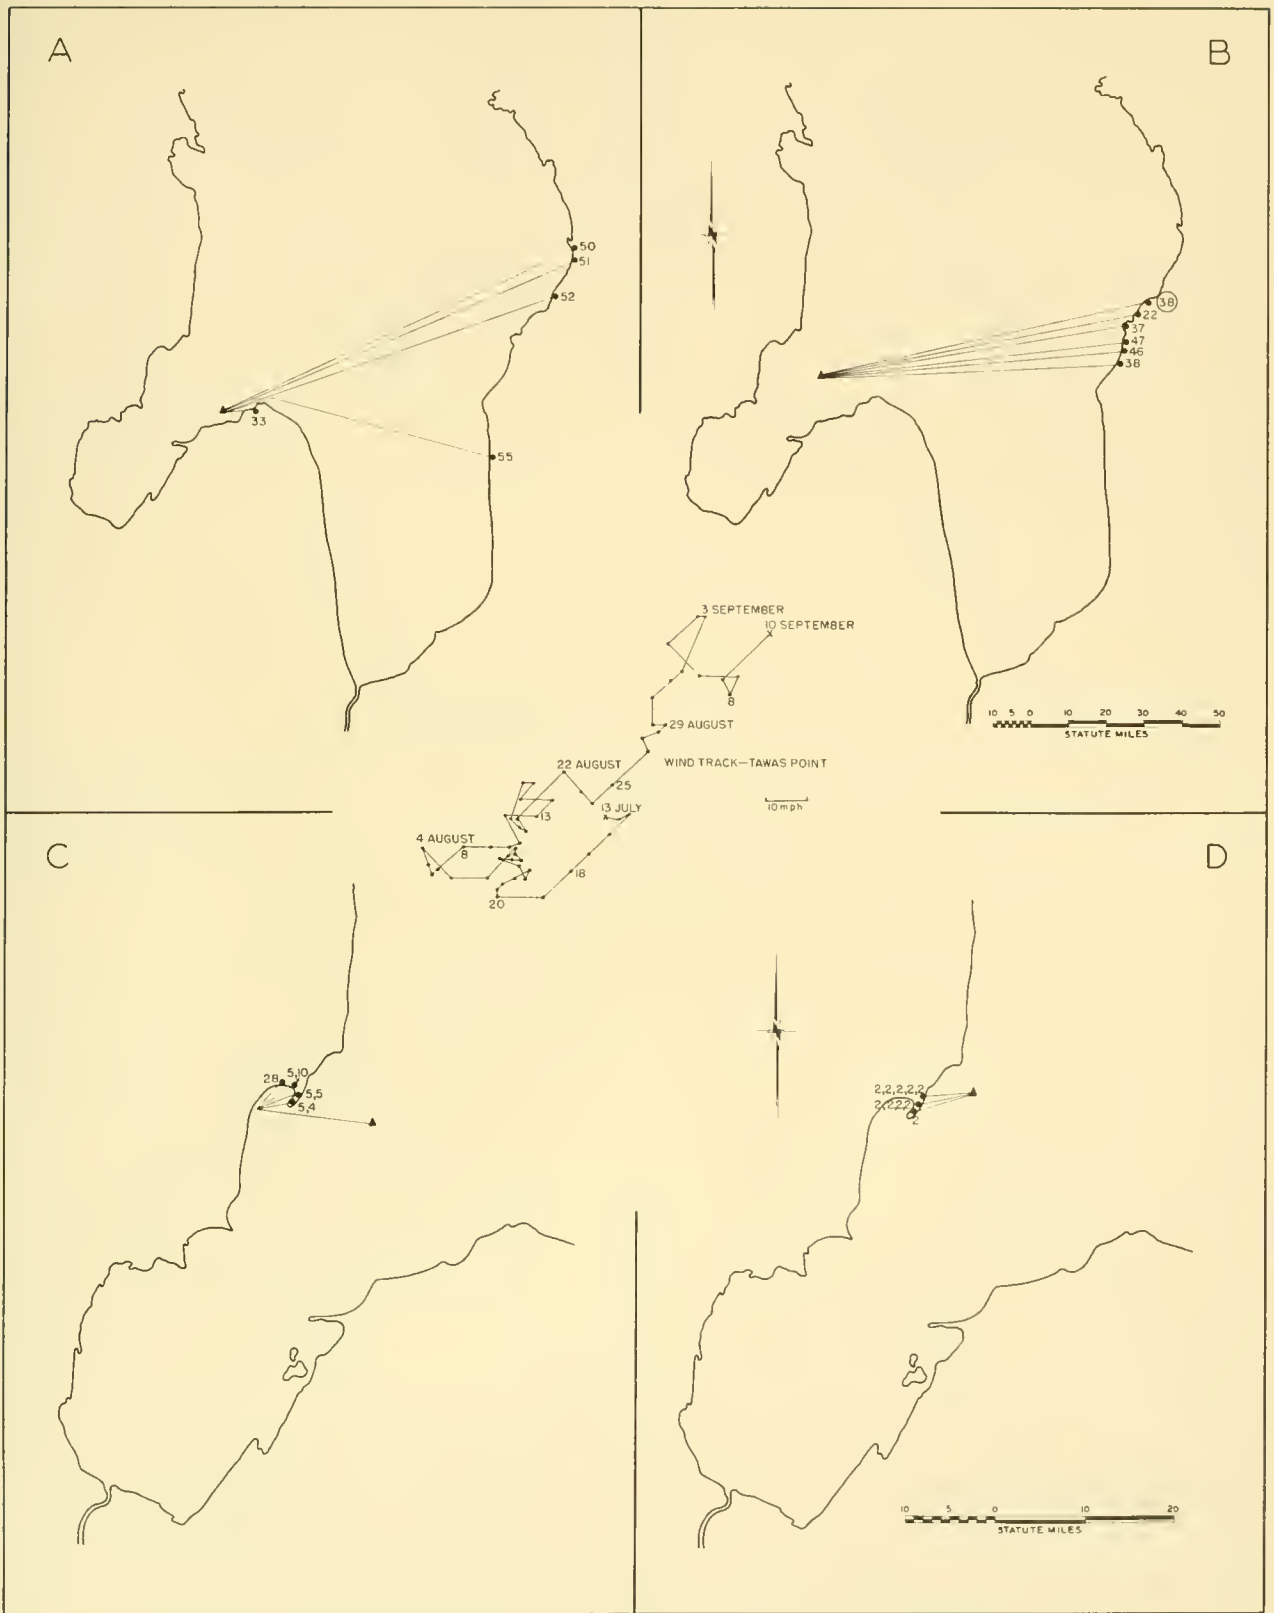 A
50
51
52
33
55
B
38
22
37
47
46
38
10 5 0 10 20 30 40 50
STATUTE MILES
3 SEPTEMBER
10 SEPTEMBER
8
29 AUGUST
WIND TRACK—TAWAS POINT
22 AUGUST
25
10 mph
13 JULY
13
4 AUGUST
8
18
20
C
28
5,10
5,5
5,4
D
2,2,2,2,2
2,2,2,2
2
10 5 0 10 20
STATUTE MILES